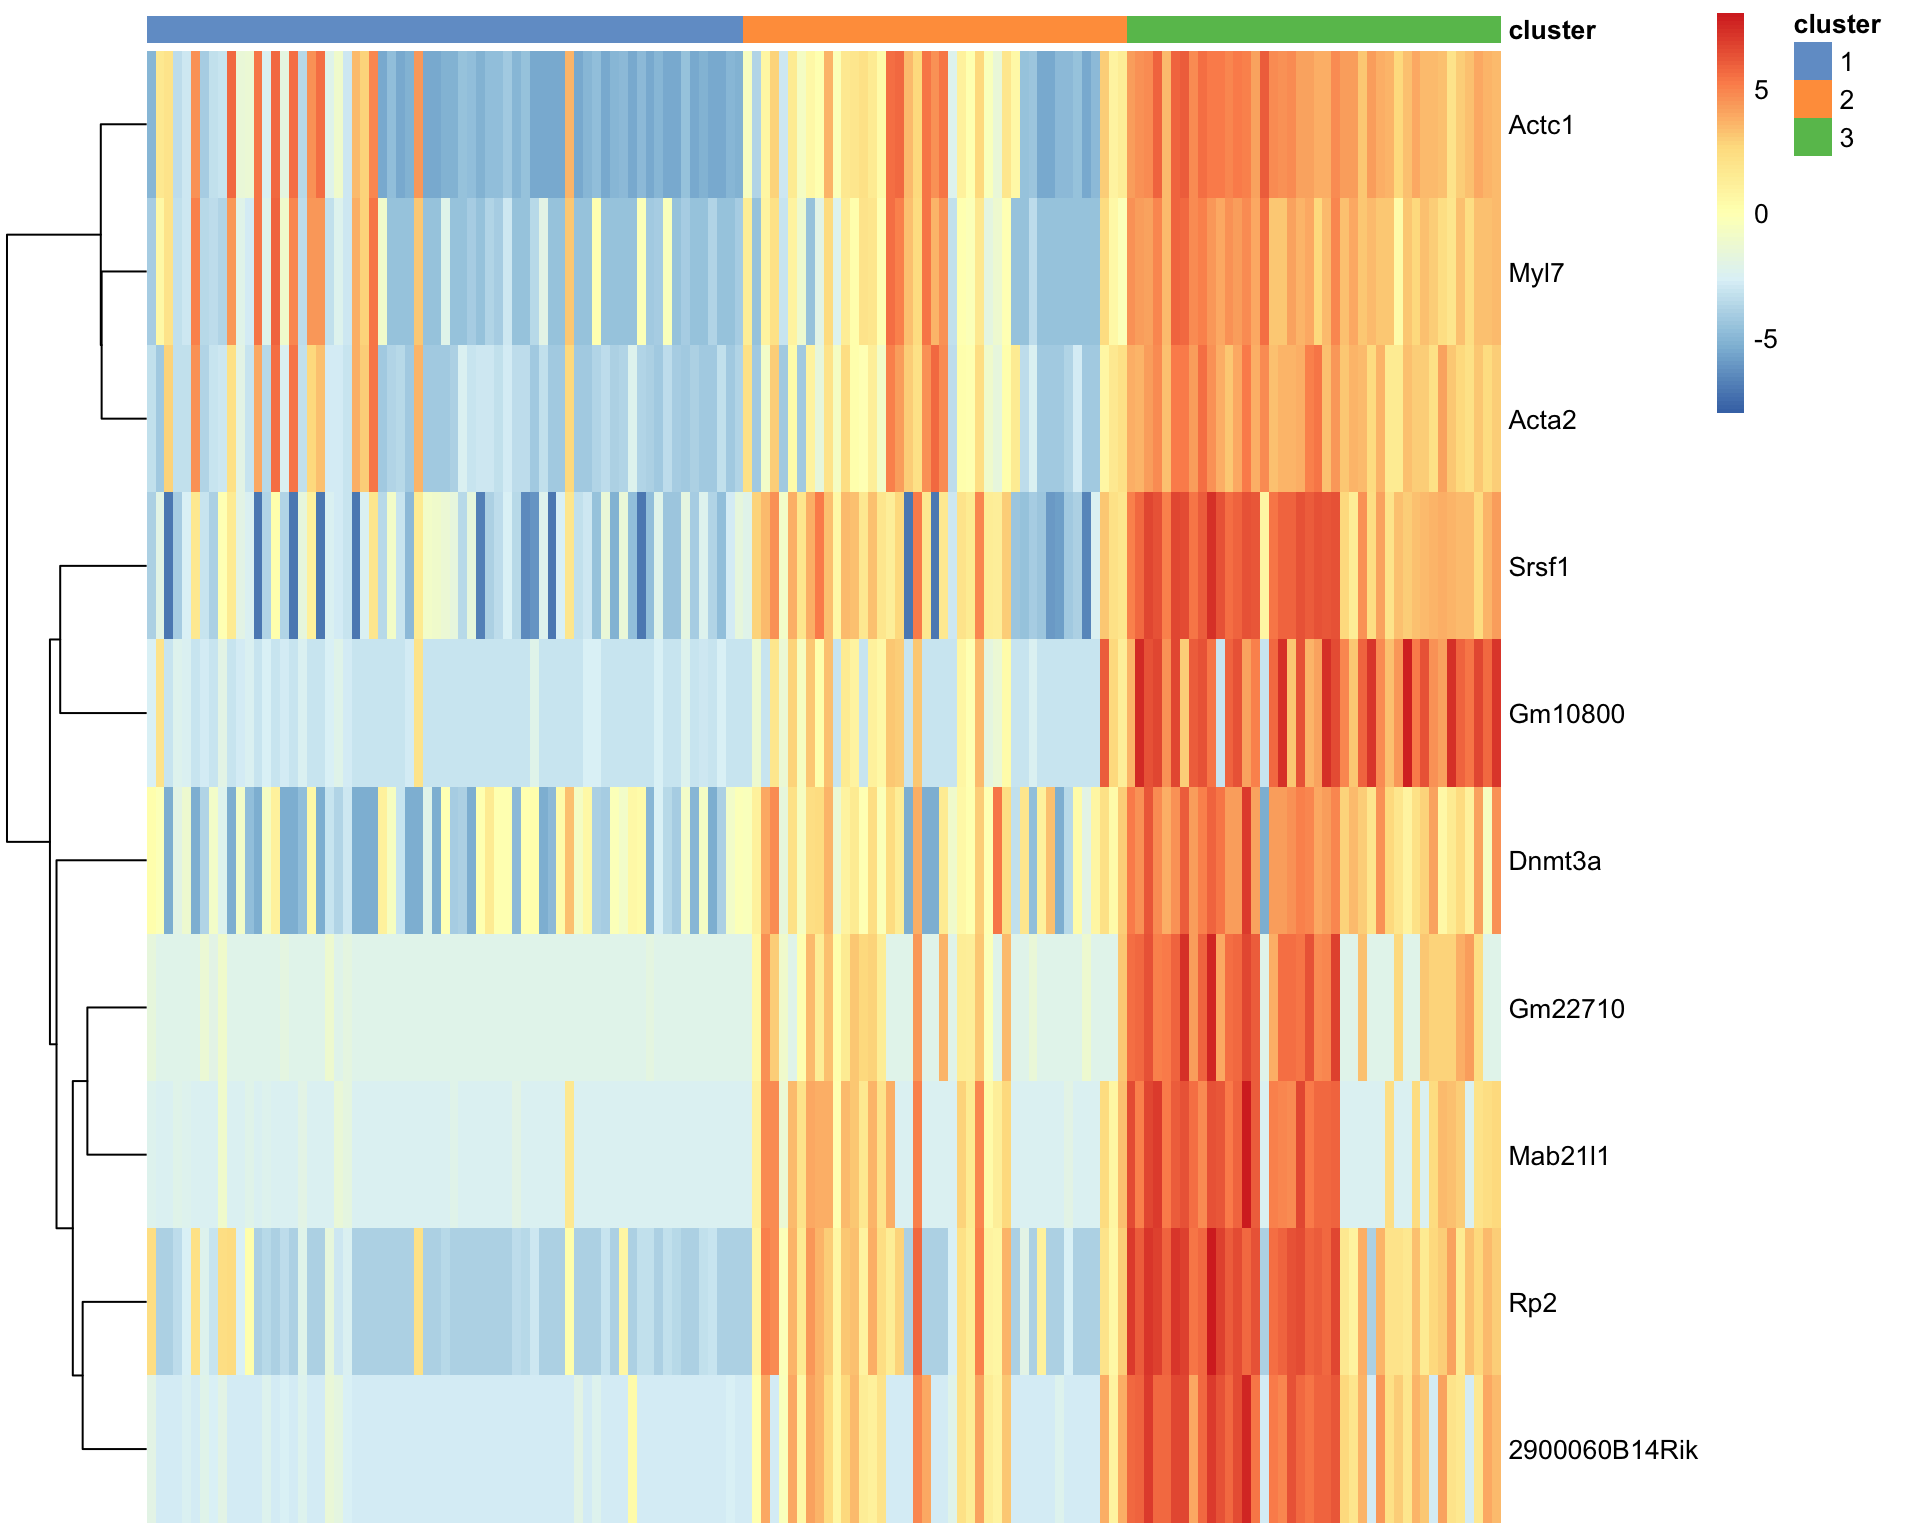 cluster
Actc1
Myl7
Acta2
Srsf1
Gm10800
Dnmt3a
Gm22710
Mab21l1
Rp2
2900060B14Rik
5
0
-5
cluster
1
2
3